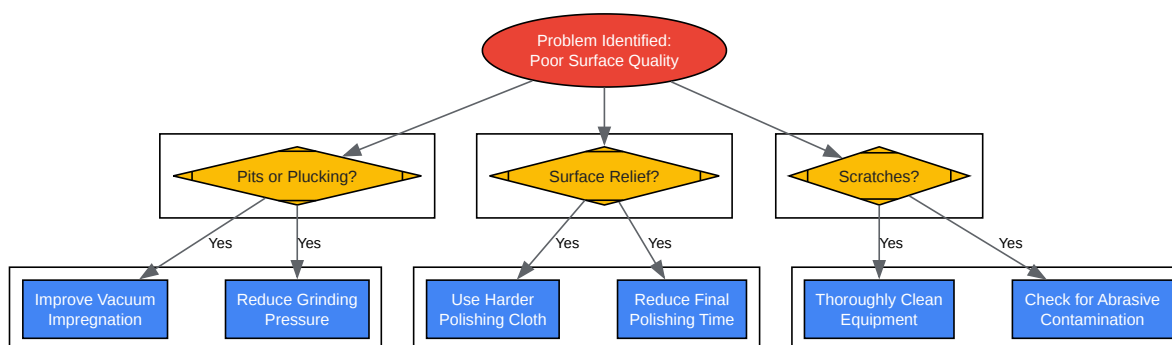 Problem Identified:
Poor Surface Quality
Pits or Plucking?
Surface Relief?
Scratches?
Yes
Yes
Yes
Yes
Yes
Yes
Improve Vacuum
Impregnation
Reduce Grinding
Pressure
Use Harder
Polishing Cloth
Reduce Final
Polishing Time
Thoroughly Clean
Equipment
Check for Abrasive
Contamination